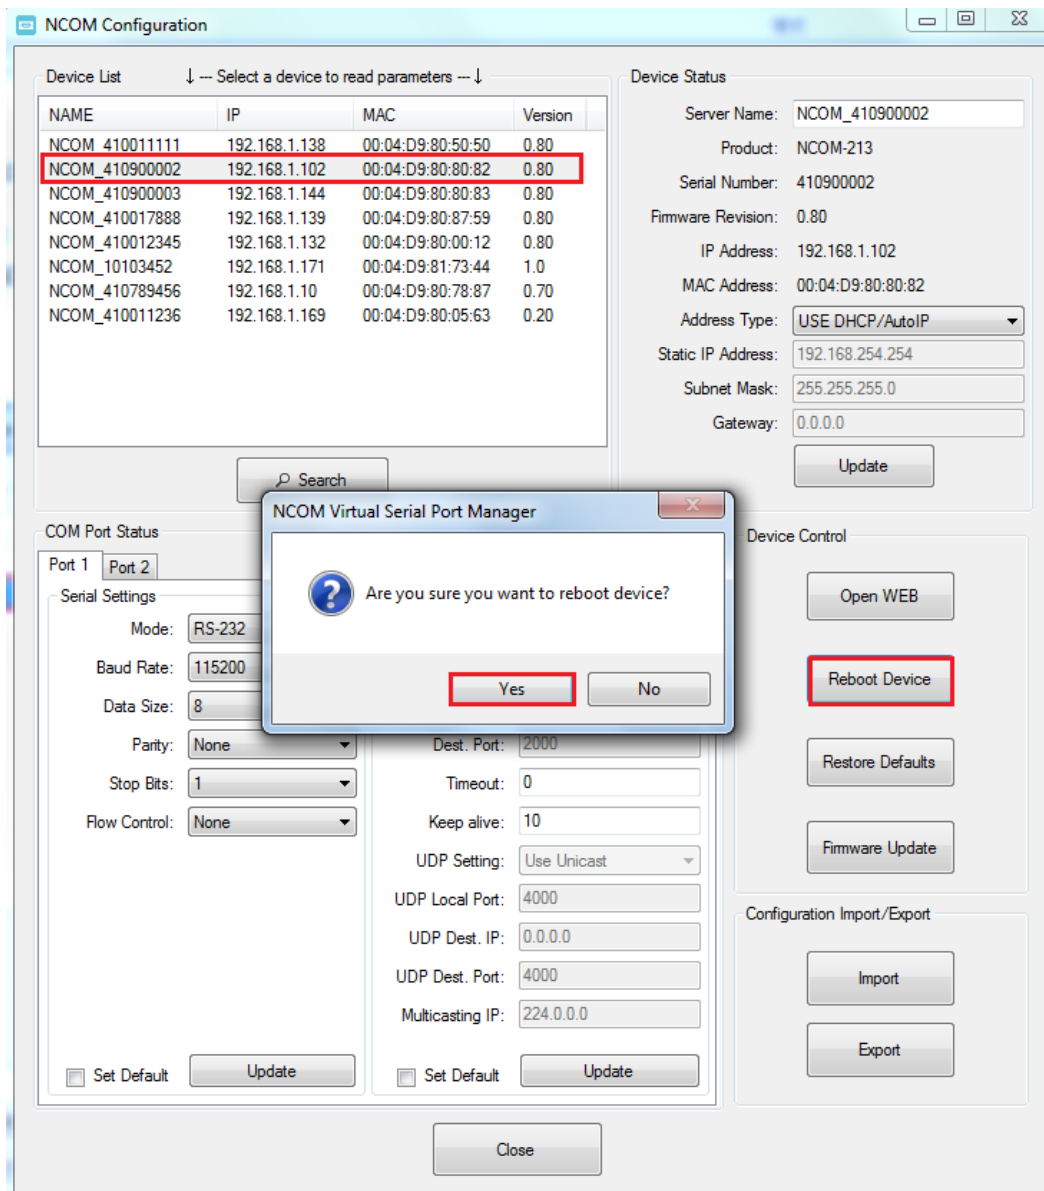 NCOM Configuration
Device List ↓ --- Select a device to read parameters --- ↓
NAME IP MAC Version
NCOM_410011111 192.168.1.138 00:04:D9:80:50:50 0.80
NCOM_410900002 192.168.1.102 00:04:D9:80:80:82 0.80
NCOM_410900003 192.168.1.144 00:04:D9:80:80:83 0.80
NCOM_410017888 192.168.1.139 00:04:D9:80:87:59 0.80
NCOM_410012345 192.168.1.132 00:04:D9:80:00:12 0.80
NCOM_10103452 192.168.1.171 00:04:D9:81:73:44 1.0
NCOM_410789456 192.168.1.10 00:04:D9:80:78:87 0.70
NCOM_410011236 192.168.1.169 00:04:D9:80:05:63 0.20
Search
Device Status
Server Name: NCOM_410900002
Product: NCOM-213
Serial Number: 410900002
Firmware Revision: 0.80
IP Address: 192.168.1.102
MAC Address: 00:04:D9:80:80:82
Address Type: USE DHCP/AutoIP
Static IP Address: 192.168.254.254
Subnet Mask: 255.255.255.0
Gateway: 0.0.0.0
Update
NCOM Virtual Serial Port Manager
Are you sure you want to reboot device?
Yes No
COM Port Status
Port 1 Port 2
Serial Settings
Mode: RS-232
Baud Rate: 115200
Data Size: 8
Parity: None
Stop Bits: 1
Flow Control: None
Set Default Update
Dest. Port: 2000
Timeout: 0
Keep alive: 10
UDP Setting: Use Unicast
UDP Local Port: 4000
UDP Dest. IP: 0.0.0.0
UDP Dest. Port: 4000
Multicasting IP: 224.0.0.0
Set Default Update
Device Control
Open WEB
Reboot Device
Restore Defaults
Firmware Update
Configuration Import/Export
Import
Export
Close